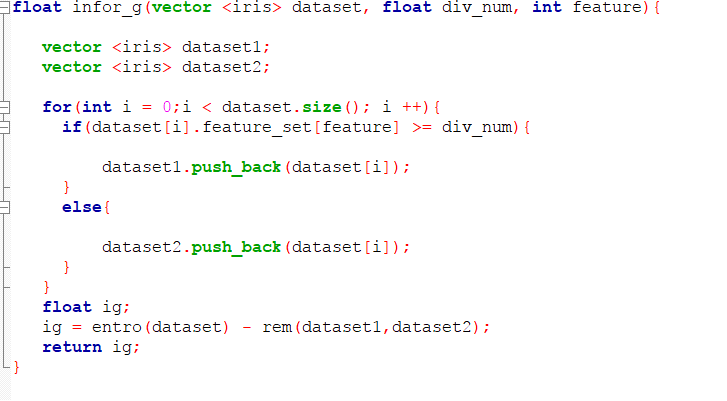 float infor_g(vector <iris> dataset, float div_num, int feature){
vector <iris> dataset1;
vector <iris> dataset2;
for(int i = 0;i < dataset.size(); i ++){
if(dataset[i].feature_set[feature] >= div_num){
dataset1.push_back(dataset[i]);
}
else{
dataset2.push_back(dataset[i]);
}
}
float ig;
ig = entro(dataset) - rem(dataset1,dataset2);
return ig;
}